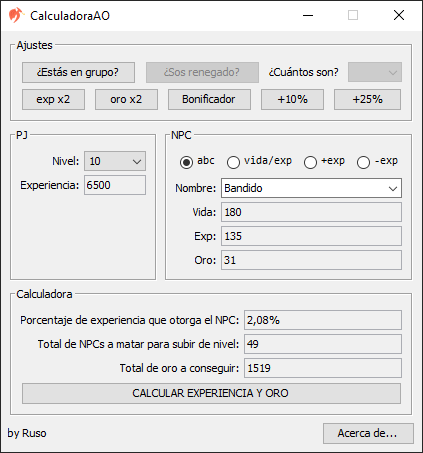 CalculadoraAO
Ajustes
¿Estás en grupo? ¿Sos renegado? ¿Cuántos son?
exp x2 oro x2 Bonificador +10% +25%
PJ
Nivel: 10
Experiencia: 6500
NPC
abc vida/exp +exp -exp
Nombre: Bandido
Vida: 180
Exp: 135
Oro: 31
Calculadora
Porcentaje de experiencia que otorga el NPC: 2,08%
Total de NPCs a matar para subir de nivel: 49
Total de oro a conseguir: 1519
CALCULAR EXPERIENCIA Y ORO
by Ruso Acerca de...